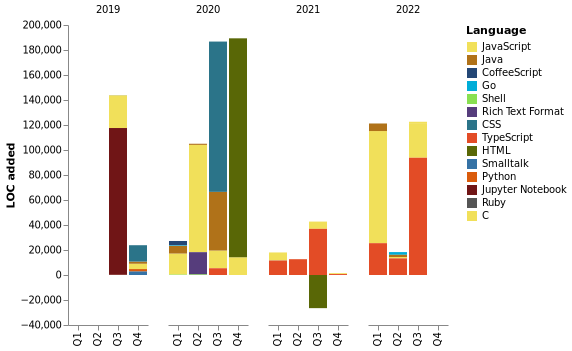 2019 2020 2021 2022
200,000
180,000
160,000
140,000
120,000
100,000
80,000
60,000
40,000
20,000
0
−20,000
−40,000
LOC added
Q1 Q2 Q3 Q4 Q1 Q2 Q3 Q4 Q1 Q2 Q3 Q4 Q1 Q2 Q3 Q4
Language
JavaScript
Java
CoffeeScript
Go
Shell
Rich Text Format
CSS
TypeScript
HTML
Smalltalk
Python
Jupyter Notebook
Ruby
C